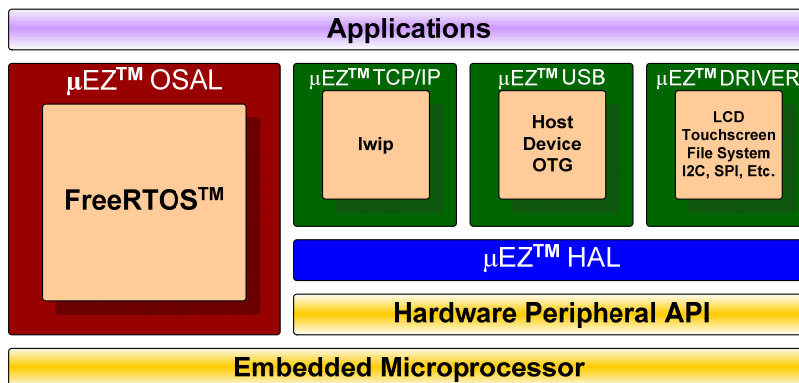 Applications
µEZ™ OSAL
FreeRTOS™
µEZ™ TCP/IP
lwip
µEZ™ USB
Host
Device
OTG
µEZ™ DRIVER
LCD
Touchscreen
File System
I2C, SPI, Etc.
µEZ™ HAL
Hardware Peripheral API
Embedded Microprocessor